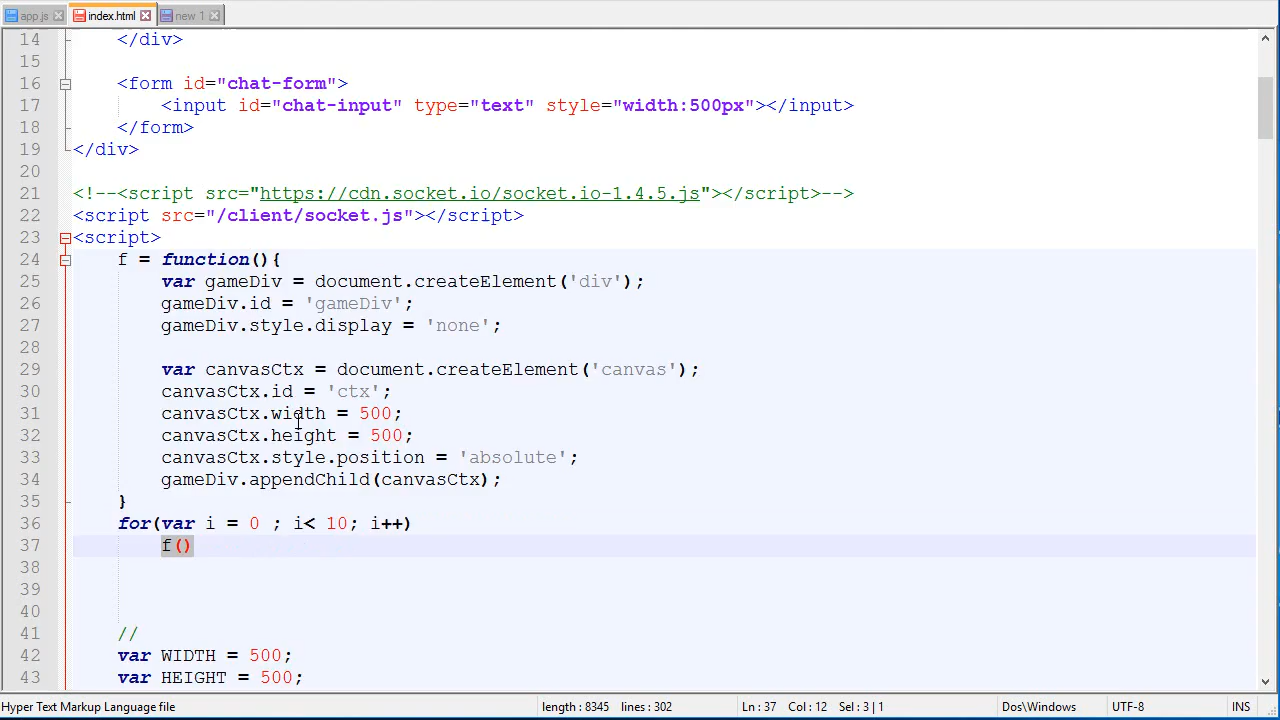 app.js index.html new 1
14 </div>
15
16 <form id="chat-form">
17 <input id="chat-input" type="text" style="width:500px"></input>
18 </form>
19 </div>
20
21 <!--<script src="https://cdn.socket.io/socket.io-1.4.5.js"></script>-->
22 <script src="/client/socket.js"></script>
23 <script>
24 f = function(){
25 var gameDiv = document.createElement('div');
26 gameDiv.id = 'gameDiv';
27 gameDiv.style.display = 'none';
28
29 var canvasCtx = document.createElement('canvas');
30 canvasCtx.id = 'ctx';
31 canvasCtx.width = 500;
32 canvasCtx.height = 500;
33 canvasCtx.style.position = 'absolute';
34 gameDiv.appendChild(canvasCtx);
35 }
36 for(var i = 0 ; i< 10; i++)
37 f()
38
39
40
41 //
42 var WIDTH = 500;
43 var HEIGHT = 500;
Hyper Text Markup Language file length : 8345 lines : 302 Ln : 37 Col : 12 Sel : 3 | 1 Dos\Windows UTF-8 INS